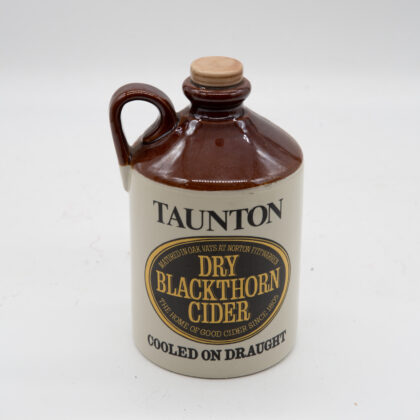 TAUNTON
MATURED IN OAK VATS AT NORTON FITZWARREN
DRY
BLACKTHORN
CIDER
THE HOME OF GOOD CIDER SINCE 1805
COOLED ON DRAUGHT